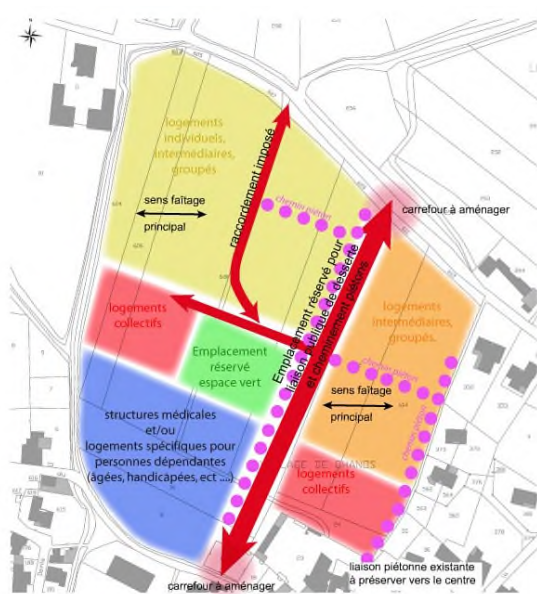 logements
individuels,
intermédiaires,
groupés
sens faîtage
principal
raccordement imposé
chemin piéton
carrefour à aménager
Emplacement réservé pour
liaison publique de desserte
et cheminement piétons
logements
collectifs
Emplacement
réservé
espace vert
logements
intermédiaires,
groupés.
chemin piéton
sens faîtage
principal
chemin piéton
structures médicales
et/ou
logements spécifiques pour
personnes dépendantes
(âgées, handicapées, ect ....)
logements
collectifs
carrefour à aménager
liaison piétonne existante
à préserver vers le centre